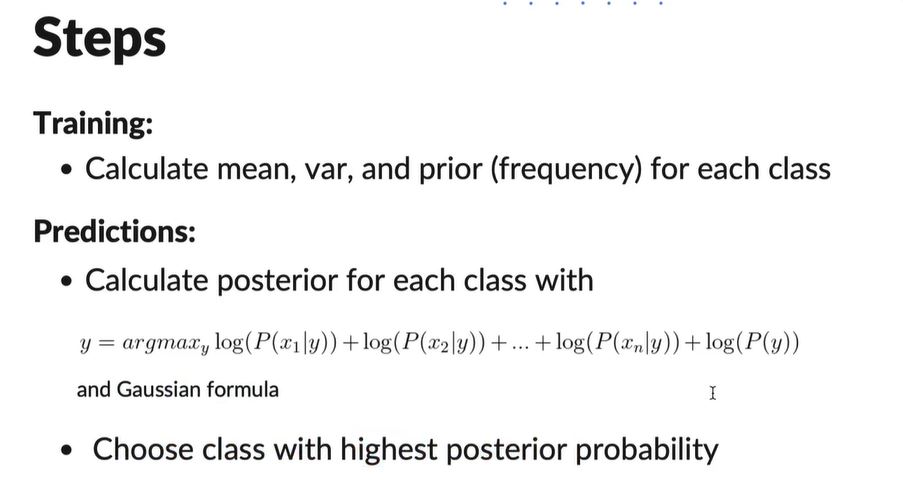 Steps
Training:
• Calculate mean, var, and prior (frequency) for each class
Predictions:
• Calculate posterior for each class with
y = argmax_y log(P(x_1|y)) + log(P(x_2|y)) + ... + log(P(x_n|y)) + log(P(y))
and Gaussian formula
• Choose class with highest posterior probability